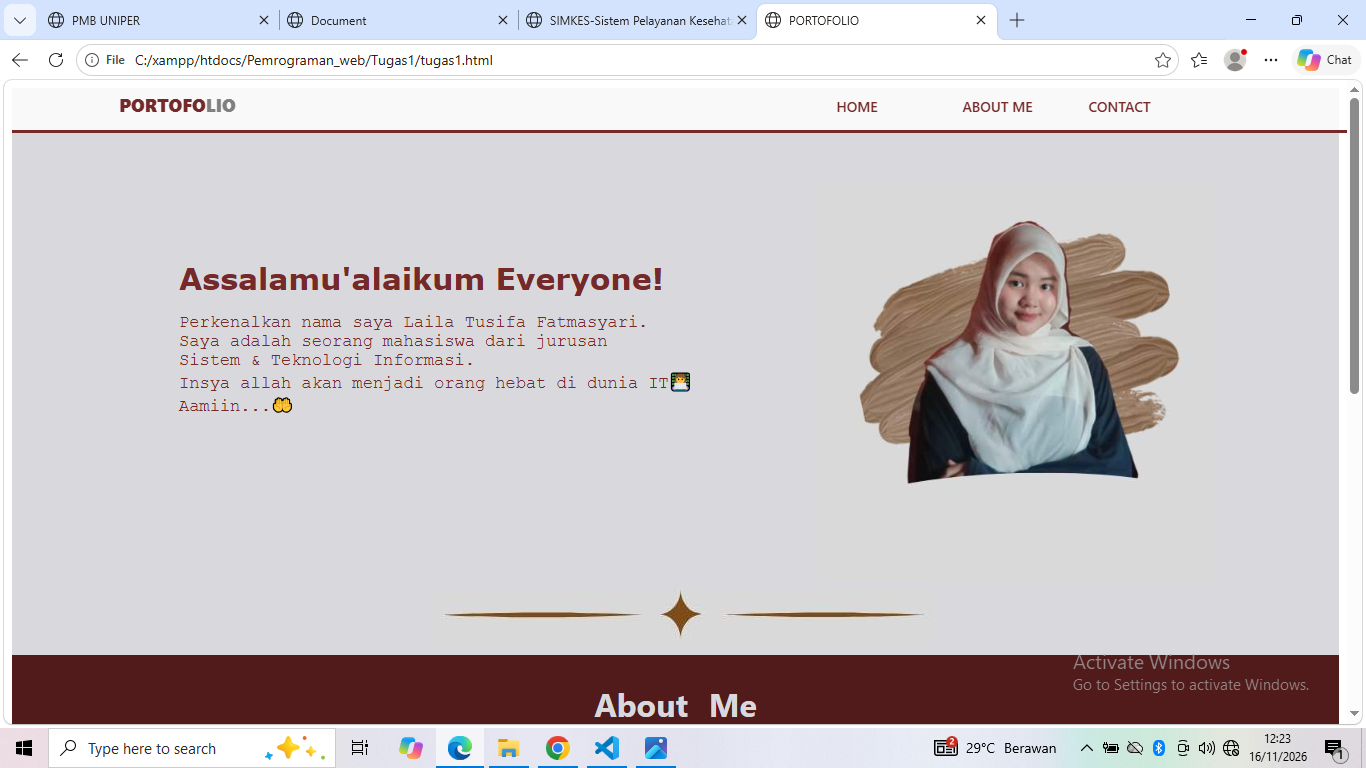 PMB UNIPER
Document
SIMKES-Sistem Pelayanan Kesehat
PORTOFOLIO
File C:/xampp/htdocs/Pemrograman_web/Tugas1/tugas1.html
Chat
PORTOFOLIO
HOME ABOUT ME CONTACT
Assalamu'alaikum Everyone!
Perkenalkan nama saya Laila Tusifa Fatmasyari.
Saya adalah seorang mahasiswa dari jurusan
Sistem & Teknologi Informasi.
Insya allah akan menjadi orang hebat di dunia IT
Aamiin...
About Me
Activate Windows
Go to Settings to activate Windows.
Type here to search
2
29°C Berawan
12:23
16/11/2026
1